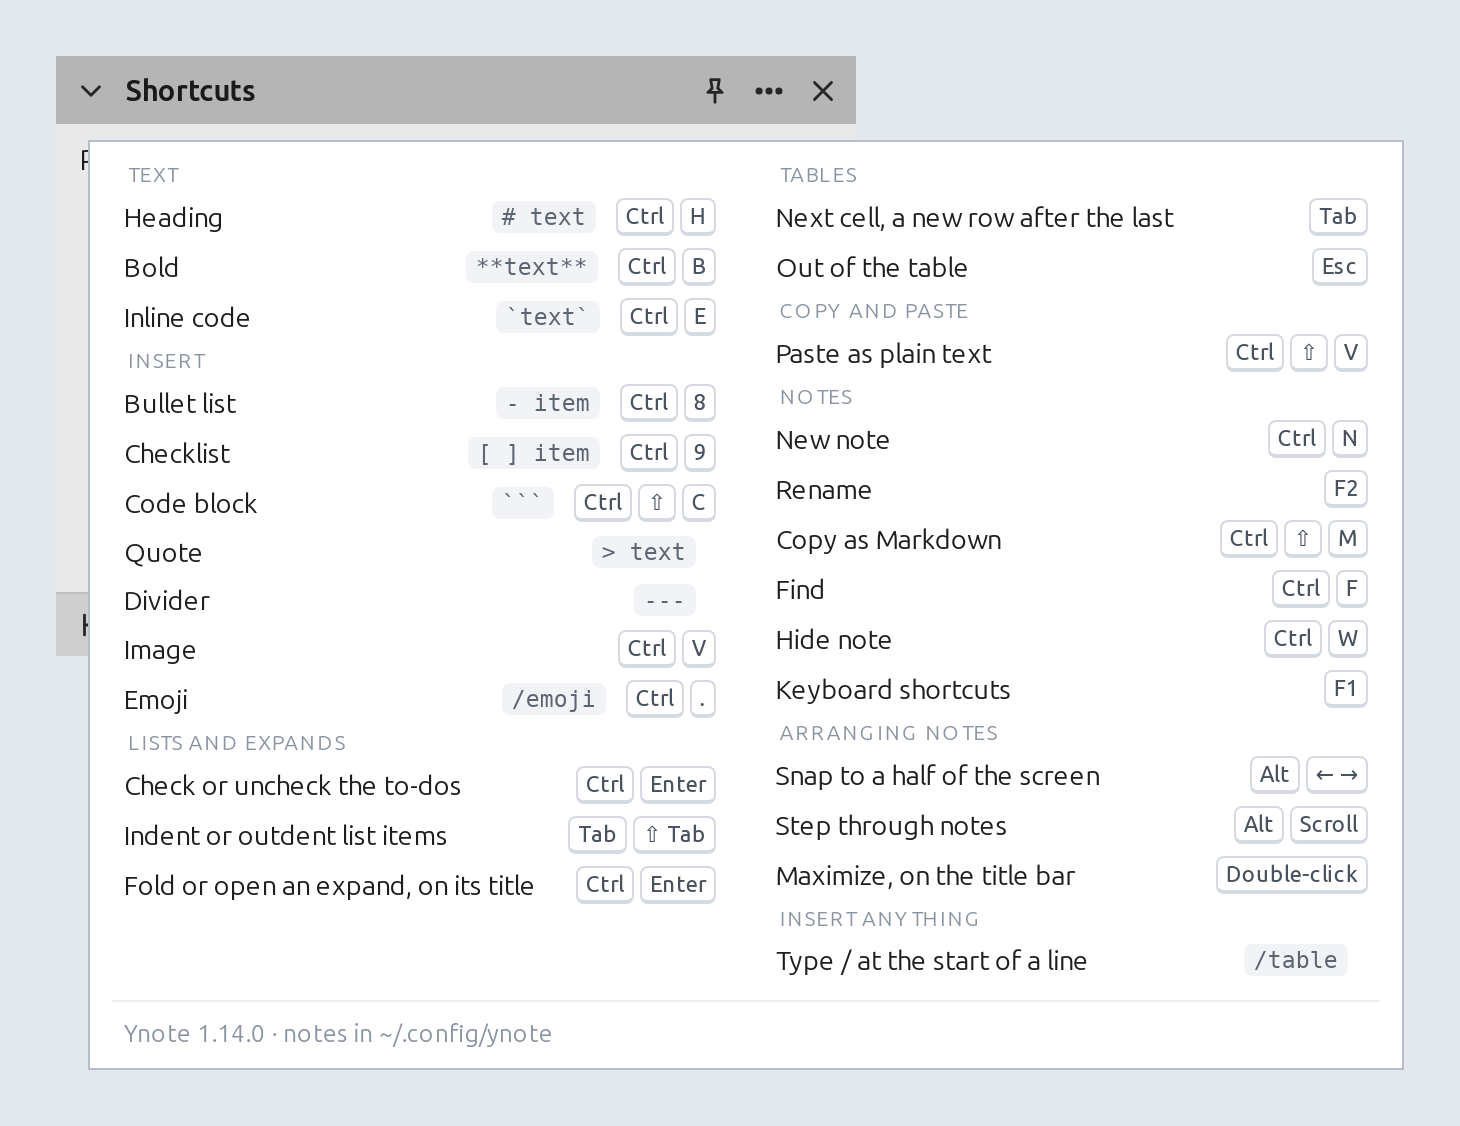 Shortcuts
TEXT
Heading # text Ctrl H
Bold **text** Ctrl B
Inline code `text` Ctrl E
INSERT
Bullet list - item Ctrl 8
Checklist [ ] item Ctrl 9
Code block ``` Ctrl ⇧ C
Quote > text
Divider ---
Image Ctrl V
Emoji /emoji Ctrl .
LISTS AND EXPANDS
Check or uncheck the to-dos Ctrl Enter
Indent or outdent list items Tab ⇧ Tab
Fold or open an expand, on its title Ctrl Enter
TABLES
Next cell, a new row after the last Tab
Out of the table Esc
COPY AND PASTE
Paste as plain text Ctrl ⇧ V
NOTES
New note Ctrl N
Rename F2
Copy as Markdown Ctrl ⇧ M
Find Ctrl F
Hide note Ctrl W
Keyboard shortcuts F1
ARRANGING NOTES
Snap to a half of the screen Alt ← →
Step through notes Alt Scroll
Maximize, on the title bar Double-click
INSERT ANYTHING
Type / at the start of a line /table
Ynote 1.14.0 · notes in ~/.config/ynote